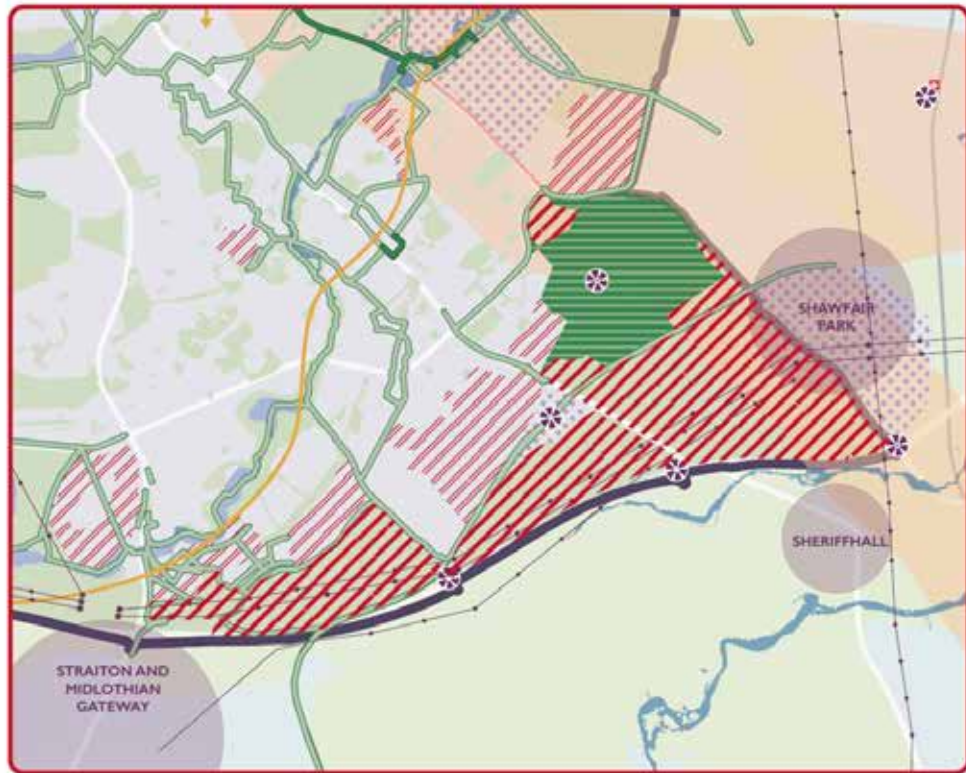 SHAWFAIR
PARK
SHERIFFHALL
STRAITON AND
MIDLOTHIAN
GATEWAY